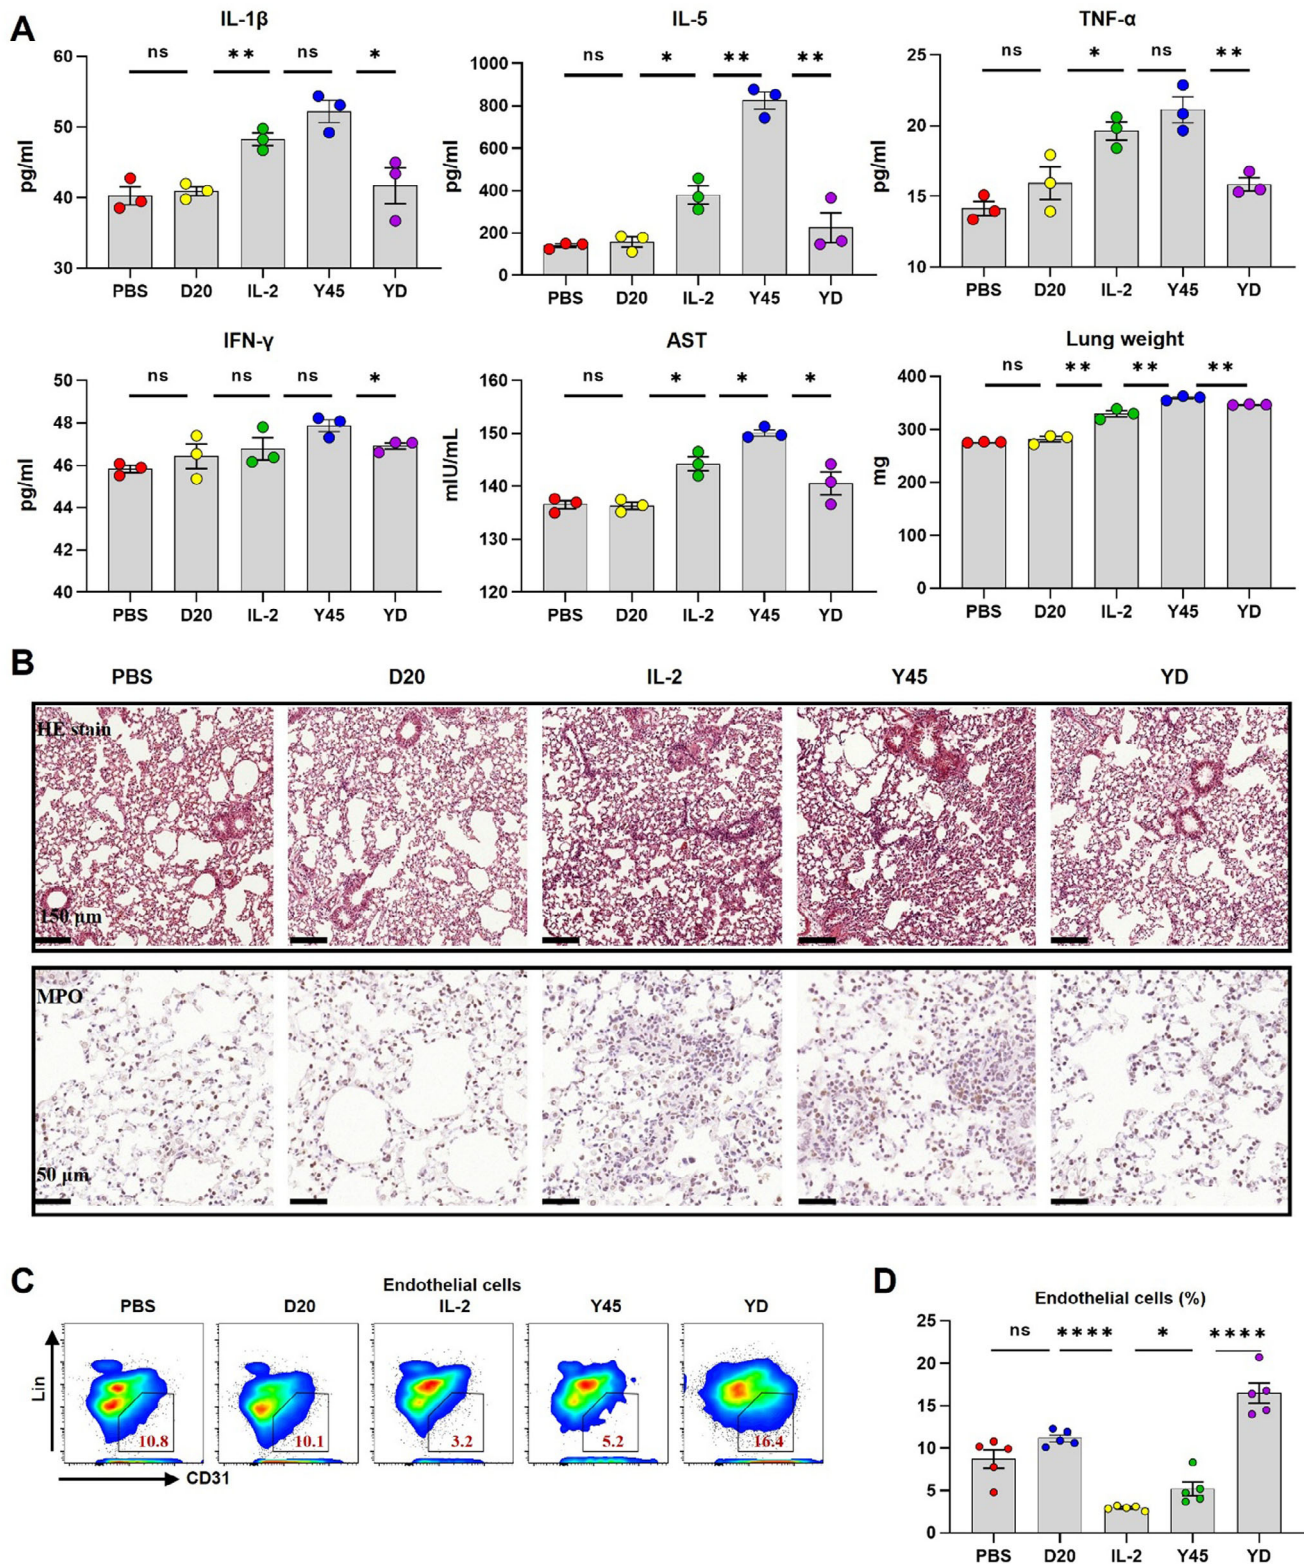 A
IL-1β
IL-5
TNF-α
ns ** ns *
ns * ** **
ns * ns **
pg/ml
60
50
40
30
PBS D20 IL-2 Y45 YD
pg/ml
1000
800
600
400
200
0
PBS D20 IL-2 Y45 YD
pg/ml
25
20
15
10
PBS D20 IL-2 Y45 YD
IFN-γ
AST
Lung weight
ns ns ns *
ns * * *
ns ** ** **
pg/ml
50
48
46
44
42
40
PBS D20 IL-2 Y45 YD
mIU/mL
160
150
140
130
120
PBS D20 IL-2 Y45 YD
mg
400
300
200
100
0
PBS D20 IL-2 Y45 YD
B
PBS D20 IL-2 Y45 YD
HE stain
150 μm
MPO
50 μm
C
Endothelial cells
PBS D20 IL-2 Y45 YD
Lin
10.8 10.1 3.2 5.2 16.4
CD31
D
Endothelial cells (%)
ns **** * ****
25
20
15
10
5
0
PBS D20 IL-2 Y45 YD